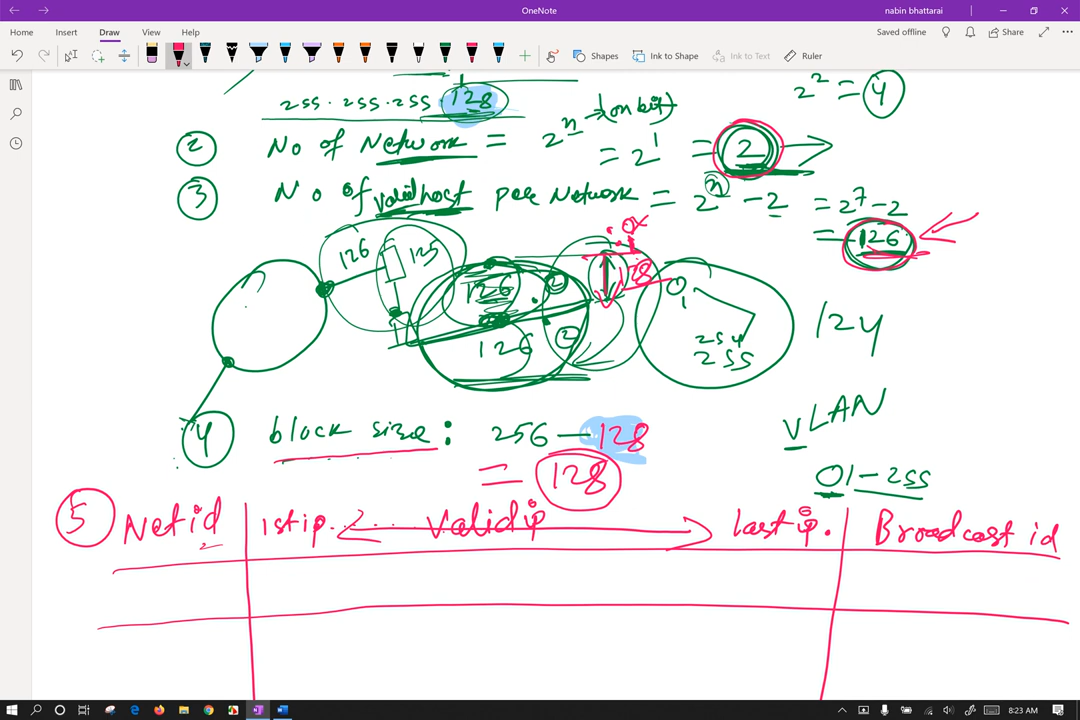 OneNote
nabin bhattarai
Home Insert Draw View Help
Saved offline
Share
Shapes
Ink to Shape
Ink to Text
Ruler
2² = 4
255.255.255.128
② No of Network = 2ⁿ → (on bit)
= 2¹ = 2
③ No of valid host per Network = 2ⁿ - 2 = 2⁷ - 2
= 126
126 125
126 2
128
0
1
254
255
124
126 2
④ block size: 256 - 128
= 128
VLAN
01-255
⑤ Net id 1st ip. Valid ip last ip. Broadcast id
8:23 AM